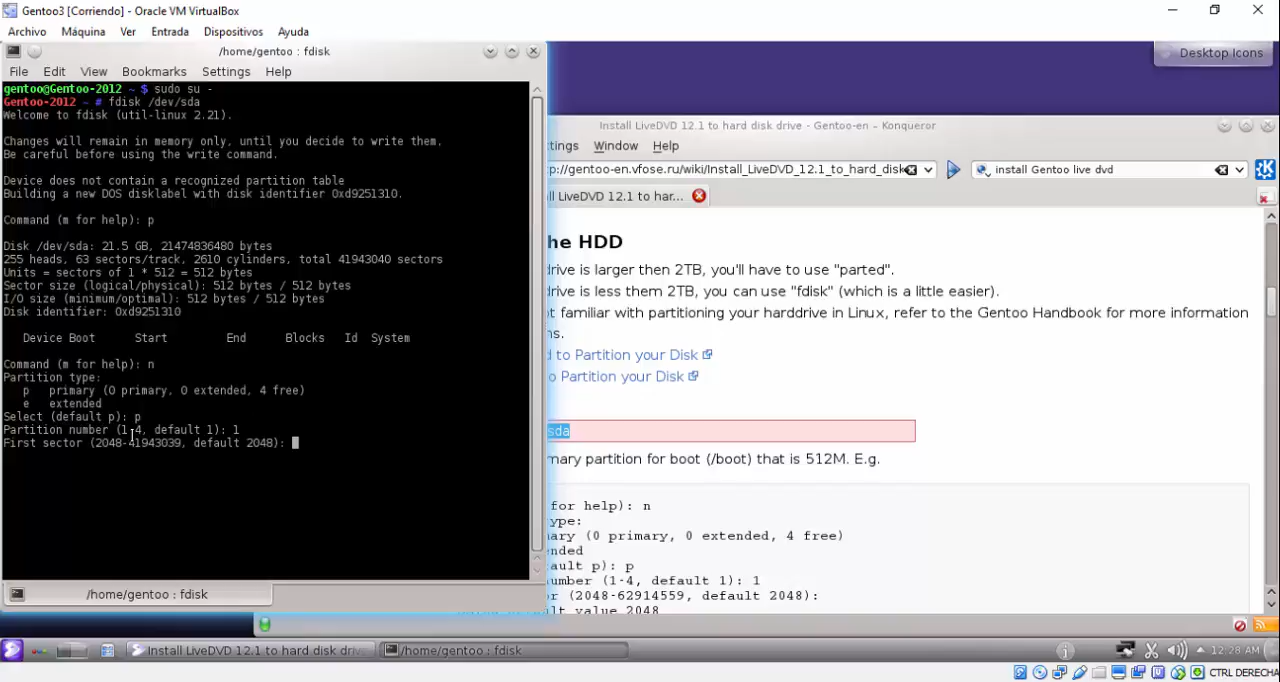 Gentoo3 [Corriendo] - Oracle VM VirtualBox
Archivo Máquina Ver Entrada Dispositivos Ayuda
/home/gentoo : fdisk
File Edit View Bookmarks Settings Help
gentoo@Gentoo-2012 ~ $ sudo su -
Gentoo-2012 ~ # fdisk /dev/sda
Welcome to fdisk (util-linux 2.21).
Changes will remain in memory only, until you decide to write them.
Be careful before using the write command.
Device does not contain a recognized partition table
Building a new DOS disklabel with disk identifier 0xd9251310.
Command (m for help): p
Disk /dev/sda: 21.5 GB, 21474836480 bytes
255 heads, 63 sectors/track, 2610 cylinders, total 41943040 sectors
Units = sectors of 1 * 512 = 512 bytes
Sector size (logical/physical): 512 bytes / 512 bytes
I/O size (minimum/optimal): 512 bytes / 512 bytes
Disk identifier: 0xd9251310
Device Boot Start End Blocks Id System
Command (m for help): n
Partition type:
p primary (0 primary, 0 extended, 4 free)
e extended
Select (default p): p
Partition number (1-4, default 1): 1
First sector (2048-41943039, default 2048):
/home/gentoo : fdisk
Desktop Icons
Install LiveDVD 12.1 to hard disk drive - Gentoo-en – Konqueror
ttings Window Help
tp://gentoo-en.vfose.ru/wiki/Install_LiveDVD_12.1_to_hard_disk install Gentoo live dvd
ll LiveDVD 12.1 to har...
he HDD
drive is larger then 2TB, you'll have to use "parted".
drive is less them 2TB, you can use "fdisk" (which is a little easier).
ot familiar with partitioning your harddrive in Linux, refer to the Gentoo Handbook for more information
ns.
d to Partition your Disk
o Partition your Disk
sda
mary partition for boot (/boot) that is 512M. E.g.
for help): n
ype:
ary (0 primary, 0 extended, 4 free)
nded
ault p): p
umber (1-4, default 1): 1
or (2048-62914559, default 2048):
ult value 2048
Install LiveDVD 12.1 to hard disk driv /home/gentoo : fdisk 12:28 AM
CTRL DERECHA